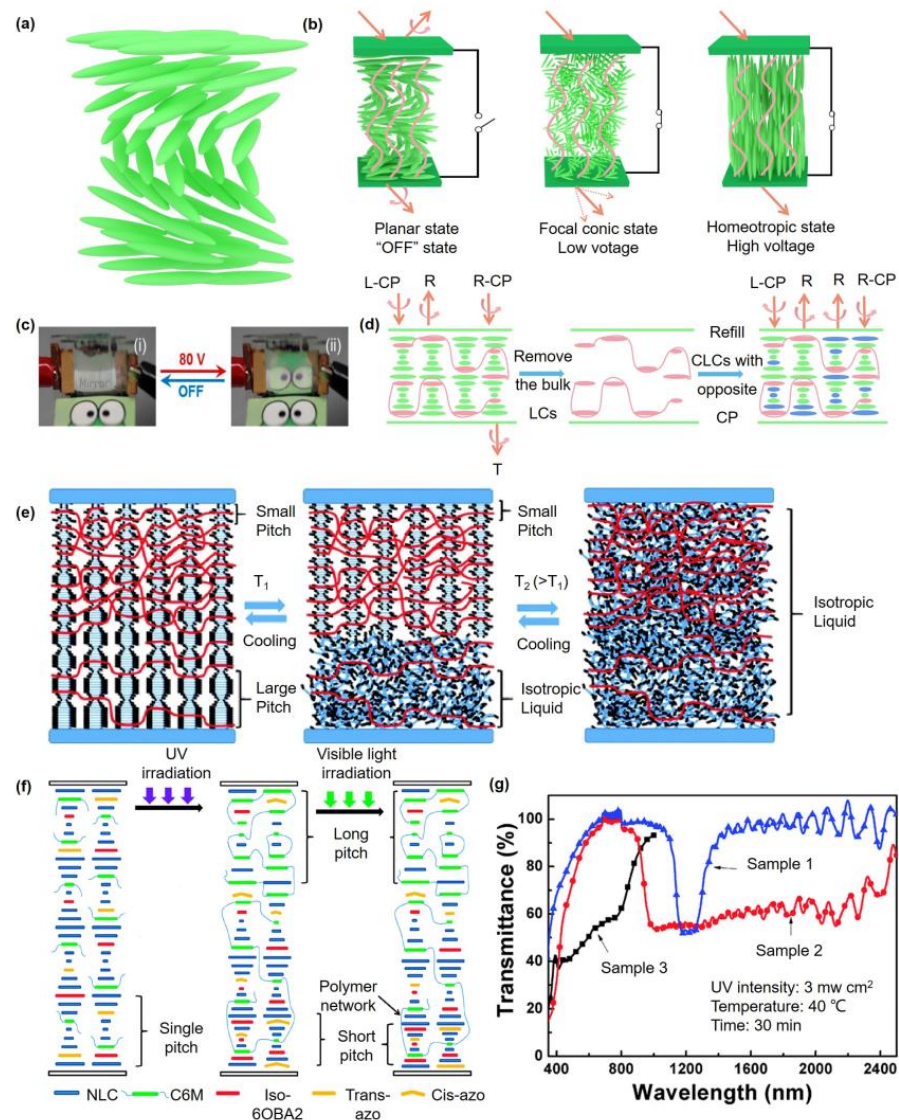 (a)
(b)
Planar state
"OFF" state
Focal conic state
Low votage
Homeotropic state
High voltage
(c)
(i)
80 V
OFF
(ii)
(d)
L-CP R R-CP
Remove
the bulk
LCs
T
Refill
CLCs with
opposite
CP
L-CP R R R-CP
(e)
Small
Pitch
Large
Pitch
T1
Cooling
Small
Pitch
Isotropic
Liquid
T2 (>T1)
Cooling
Isotropic
Liquid
(f)
UV
irradiation
Visible light
irradiation
Single
pitch
Long
pitch
Polymer
network
Short
pitch
NLC
C6M
Iso-
6OBA2
Trans-
azo
Cis-azo
(g)
Transmittance (%)
100
80
60
40
20
0
Sample 1
Sample 2
Sample 3
UV intensity: 3 mw cm2
Temperature: 40 ℃
Time: 30 min
400 800 1200 1600 2000 2400
Wavelength (nm)